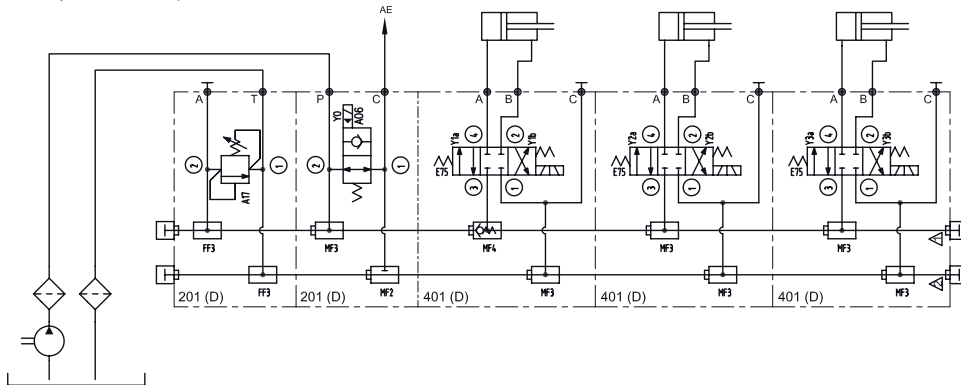 AE
A T P C A B C A B C A B C
Y0 A06
Y1a 4 2 Y1b
Y2a 4 2 Y2b
Y3a 4 2 Y3b
2 1 2 1
E75 E75 E75
A17
3 1 3 1 3 1
FF3 MF3 MF4 MF3 MF3
FF3 MF2 MF3 MF3 MF3
201 (D) 201 (D) 401 (D) 401 (D) 401 (D)